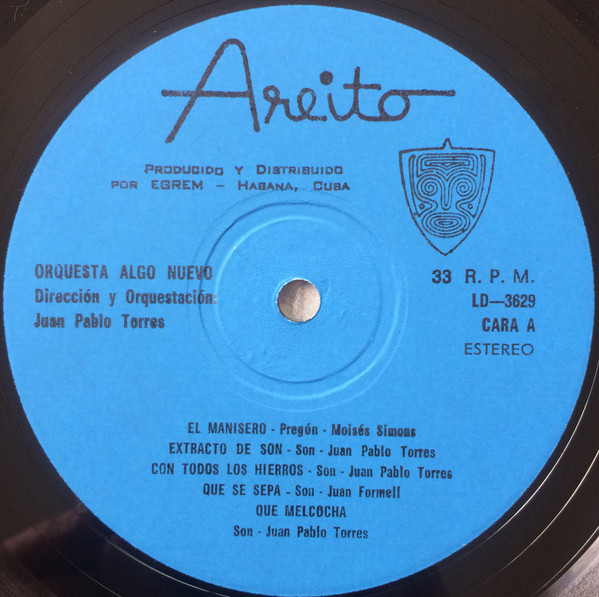 Areito
PRODUCIDO Y DISTRIBUIDO
POR EGREM — HABANA, CUBA
ORQUESTA ALGO NUEVO
Dirección y Orquestación:
Juan Pablo Torres
33 R. P. M.
LD—3629
CARA A
ESTEREO
EL MANISERO - Pregón - Moisés Simons
EXTRACTO DE SON - Son - Juan Pablo Torres
CON TODOS LOS HIERROS - Son - Juan Pablo Torres
QUE SE SEPA - Son - Juan Formell
QUE MELCOCHA
Son - Juan Pablo Torres